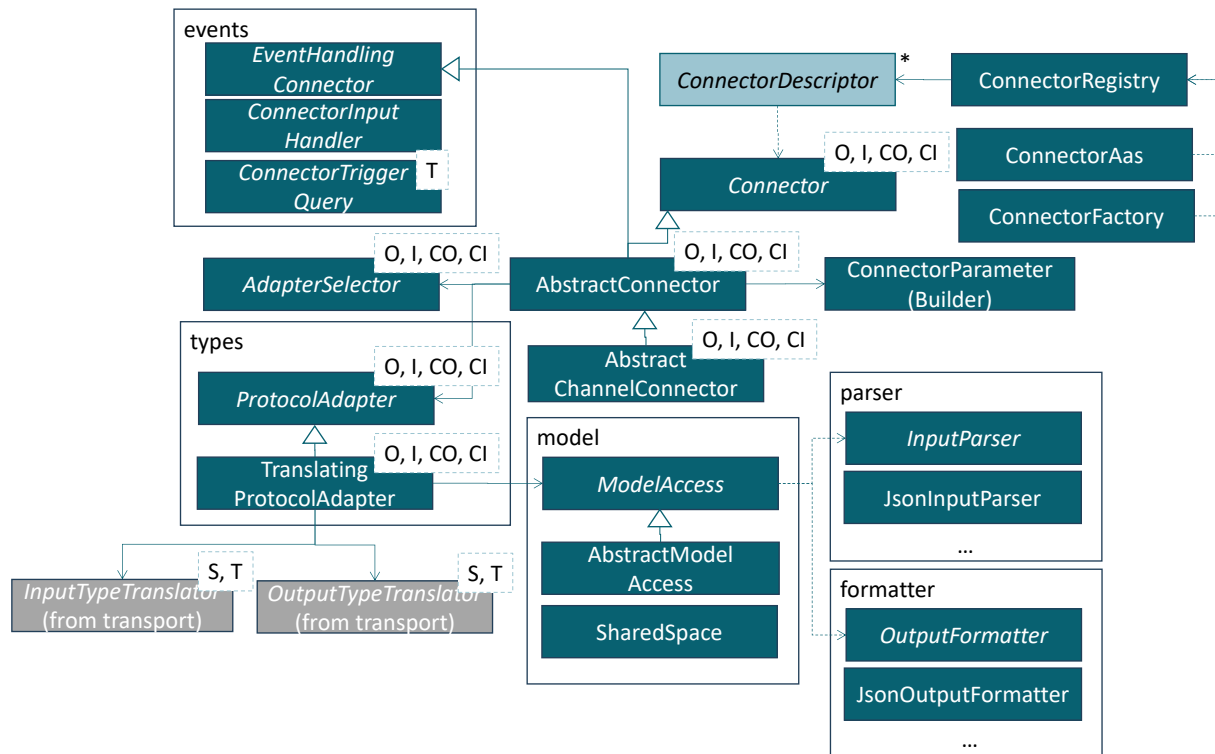 events
EventHandling
Connector
ConnectorInput
Handler
ConnectorTrigger
Query
T
ConnectorDescriptor
*
ConnectorRegistry
ConnectorAas
ConnectorFactory
O, I, CO, CI
Connector
O, I, CO, CI
AdapterSelector
O, I, CO, CI
AbstractConnector
ConnectorParameter
(Builder)
O, I, CO, CI
Abstract
ChannelConnector
types
O, I, CO, CI
ProtocolAdapter
O, I, CO, CI
Translating
ProtocolAdapter
S, T
InputTypeTranslator
(from transport)
S, T
OutputTypeTranslator
(from transport)
model
ModelAccess
AbstractModel
Access
SharedSpace
parser
InputParser
JsonInputParser
...
formatter
OutputFormatter
JsonOutputFormatter
...